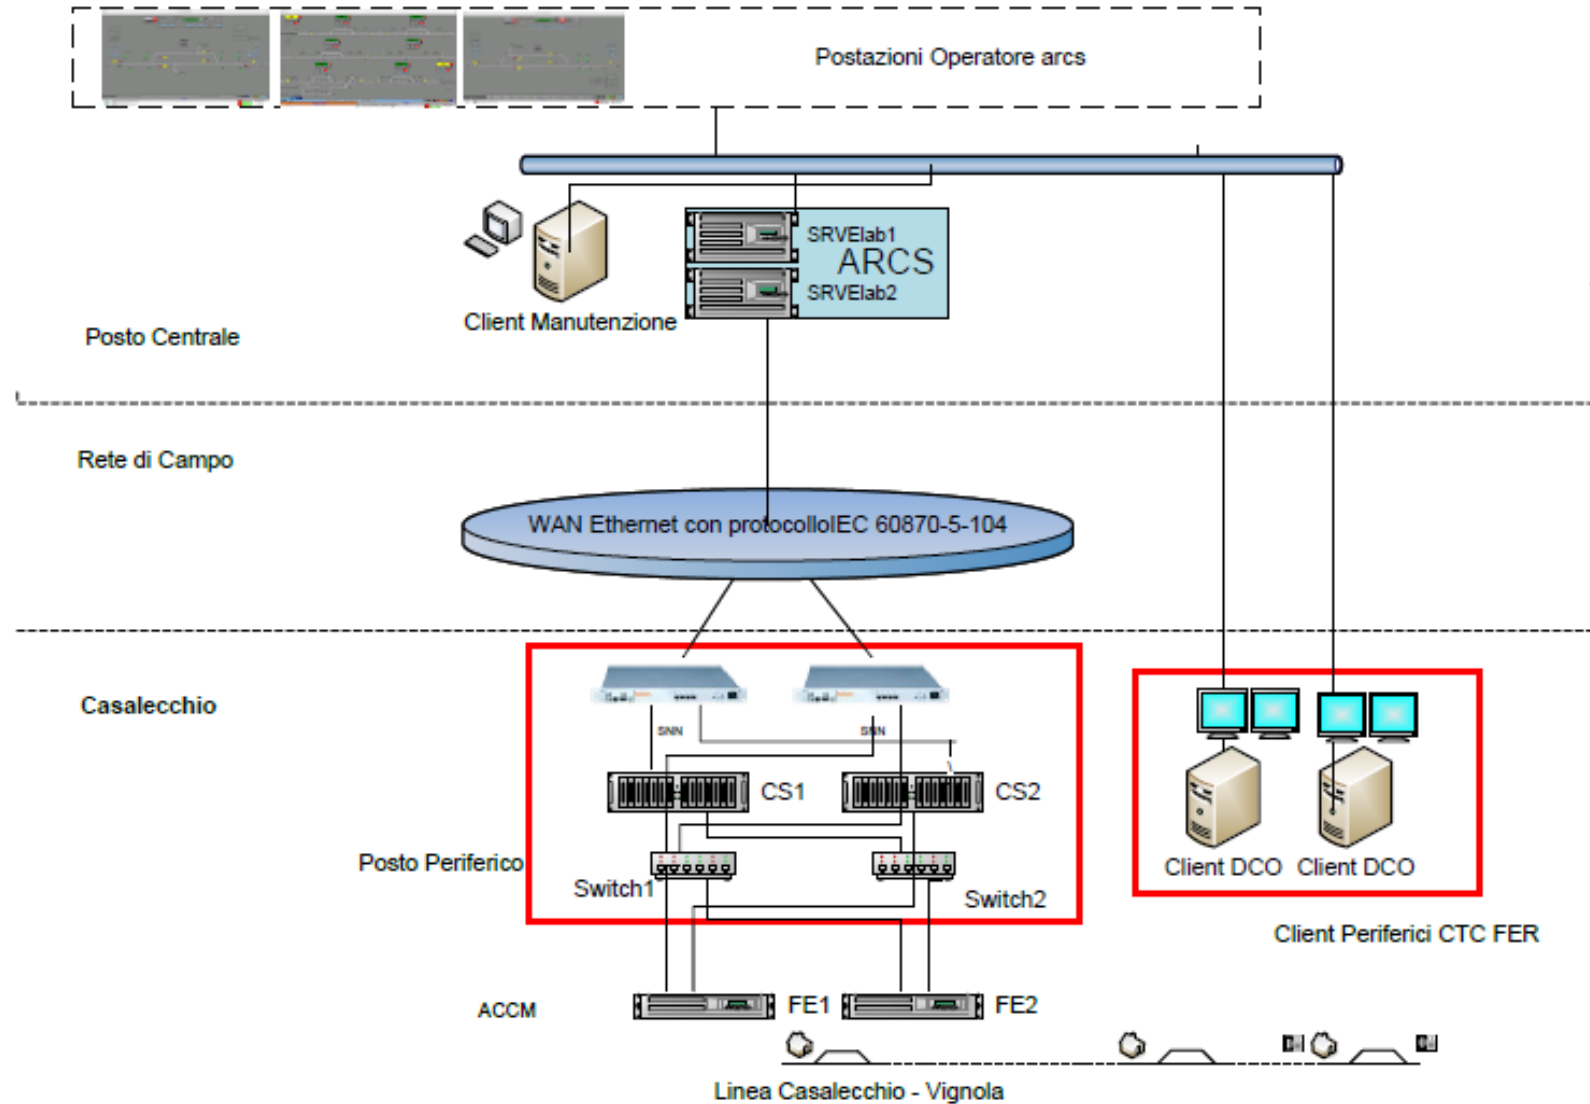 Postazioni Operatore arcs
SRVElab1
ARCS
SRVElab2
Client Manutenzione
Posto Centrale
Rete di Campo
WAN Ethernet con protocolloIEC 60870-5-104
Casalecchio
SNN
SNN
CS1
CS2
Posto Periferico
Switch1
Switch2
Client DCO
Client DCO
Client Periferici CTC FER
ACCM
FE1
FE2
Linea Casalecchio - Vignola